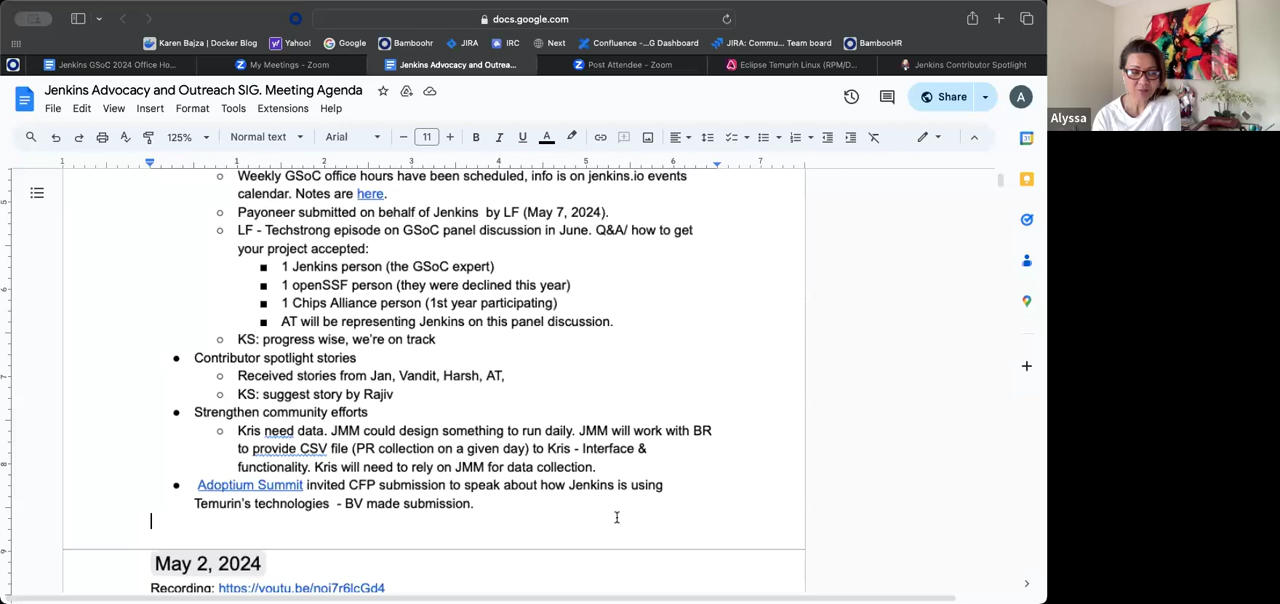 docs.google.com
Karen Bajza | Docker Blog
Yahoo!
Google
Bamboohr
JIRA
IRC
Next
Confluence ...G Dashboard
JIRA: Commu... Team board
BambooHR
Jenkins GSoC 2024 Office Ho...
My Meetings - Zoom
Jenkins Advocacy and Outrea...
Post Attendee - Zoom
Eclipse Temurin Linux (RPM/D...
Jenkins Contributor Spotlight
Jenkins Advocacy and Outreach SIG. Meeting Agenda
File Edit View Insert Format Tools Extensions Help
Share
A
125%
Normal text
Arial
11
B I U A
1 1 2 3 4 5 6 7
Weekly GSoC office hours have been scheduled, info is on jenkins.io events
calendar. Notes are here.
Payoneer submitted on behalf of Jenkins by LF (May 7, 2024).
LF - Techstrong episode on GSoC panel discussion in June. Q&A/ how to get
your project accepted:
1 Jenkins person (the GSoC expert)
1 openSSF person (they were declined this year)
1 Chips Alliance person (1st year participating)
AT will be representing Jenkins on this panel discussion.
KS: progress wise, we're on track
Contributor spotlight stories
Received stories from Jan, Vandit, Harsh, AT,
KS: suggest story by Rajiv
Strengthen community efforts
Kris need data. JMM could design something to run daily. JMM will work with BR
to provide CSV file (PR collection on a given day) to Kris - Interface &
functionality. Kris will need to rely on JMM for data collection.
Adoptium Summit invited CFP submission to speak about how Jenkins is using
Temurin's technologies - BV made submission.
May 2, 2024
Recording: https://youtu.be/noj7r6lcGd4
Alyssa